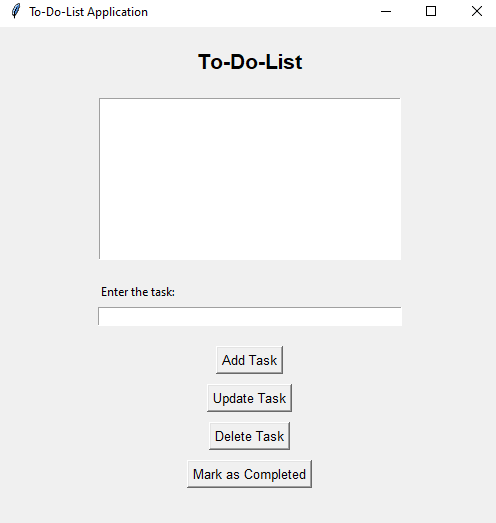 To-Do-List Application
To-Do-List
Enter the task:
Add Task
Update Task
Delete Task
Mark as Completed